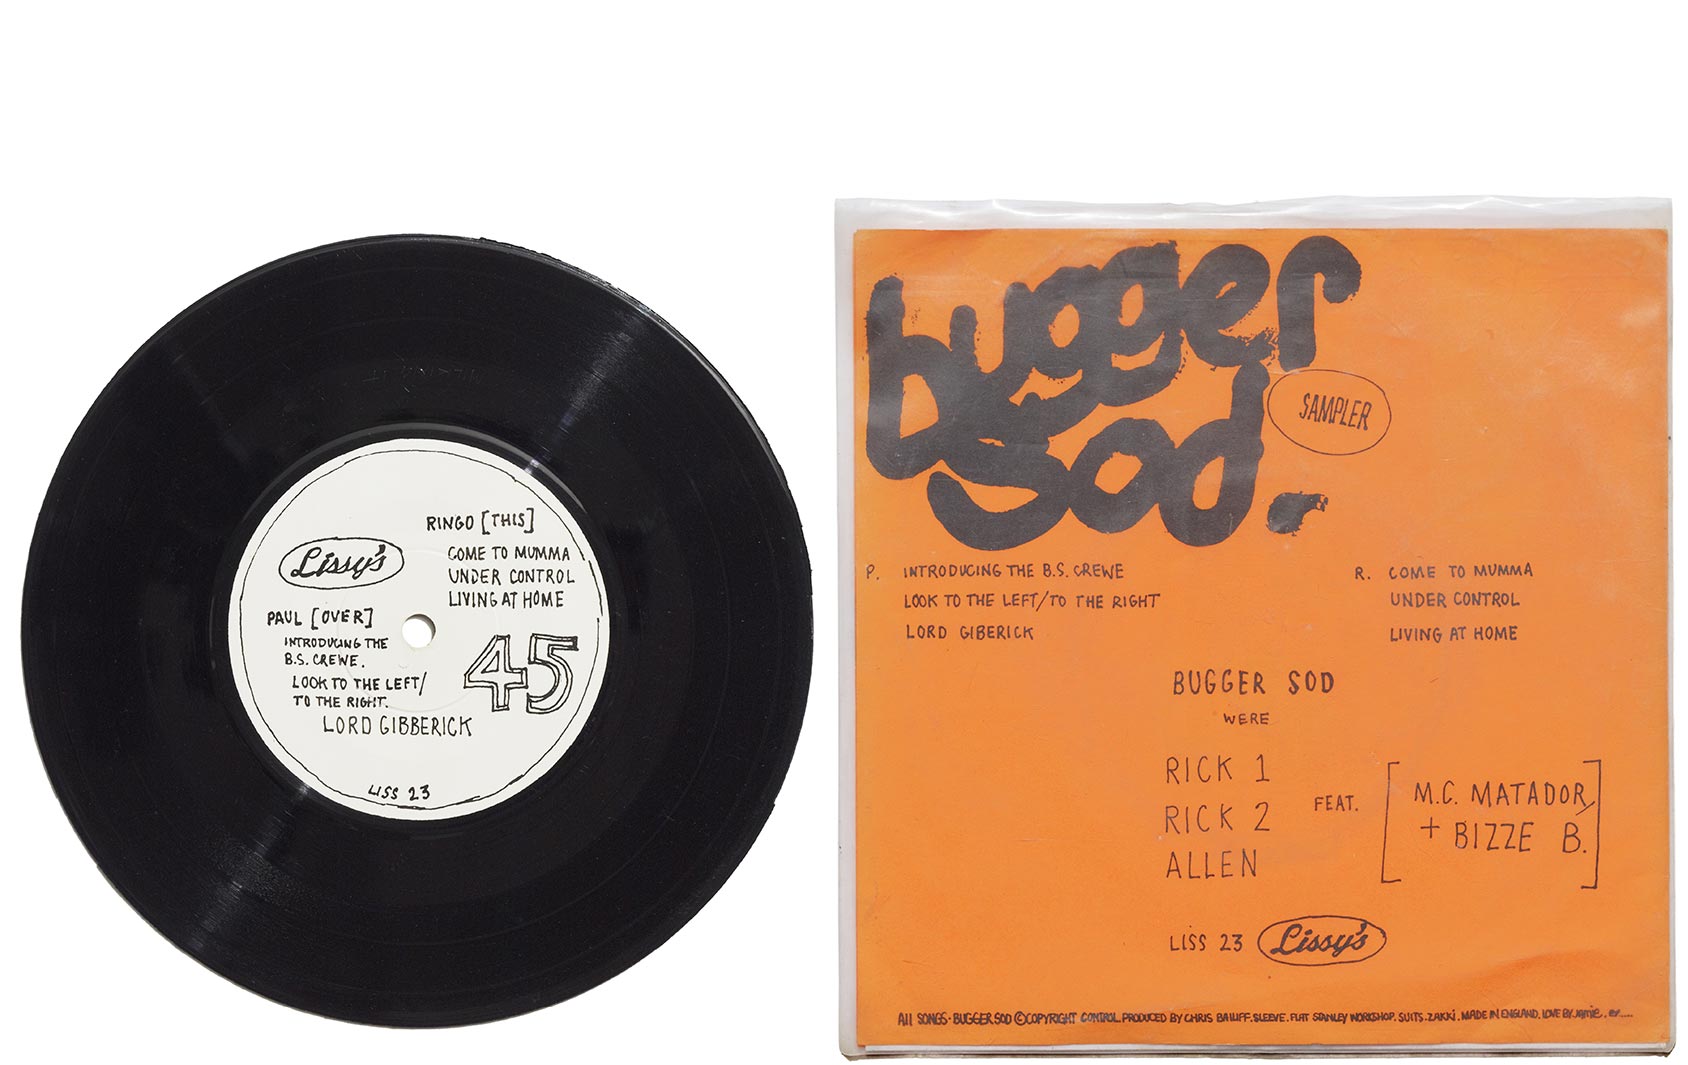 RINGO [THIS]
Lissy's
COME TO MUMMA
UNDER CONTROL
LIVING AT HOME
PAUL [OVER]
INTRODUCING THE
B.S. CREWE.
LOOK TO THE LEFT/
TO THE RIGHT.
LORD GIBBERICK
45
LISS 23
bugger
sod.
SAMPLER
P. INTRODUCING THE B.S. CREWE
LOOK TO THE LEFT/TO THE RIGHT
LORD GIBERICK
R. COME TO MUMMA
UNDER CONTROL
LIVING AT HOME
BUGGER SOD
WERE
RICK 1
RICK 2
ALLEN
FEAT.
[M.C. MATADOR,
+ BIZZE B.]
LISS 23 Lissy's
All SONGS - BUGGER SOD © COPYRIGHT CONTROL. PRODUCED BY CHRIS BAILIFF. SLEEVE. FLAT STANLEY WORKSHOP. SUITS. ZAKKI. MADE IN ENGLAND. LOVE BY JAMIE.